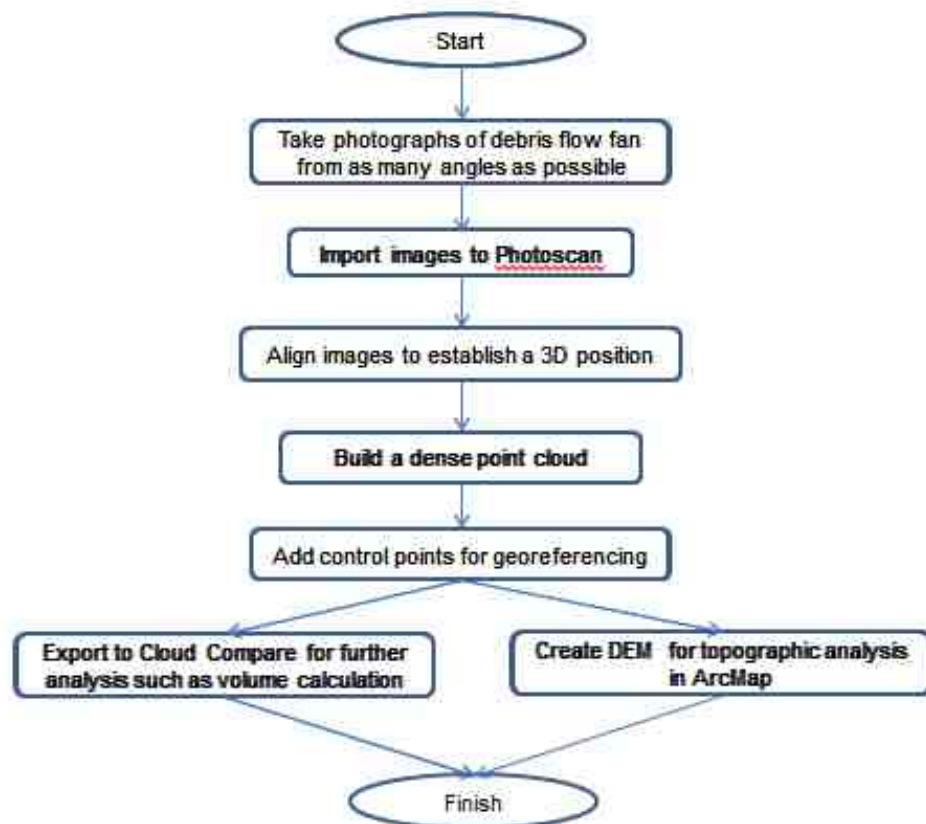 Start
Take photographs of debris flow fan
from as many angles as possible
Import images to Photoscan
Align images to establish a 3D position
Build a dense point cloud
Add control points for georeferencing
Export to Cloud Compare for further
analysis such as volume calculation
Create DEM for topographic analysis
in ArcMap
Finish